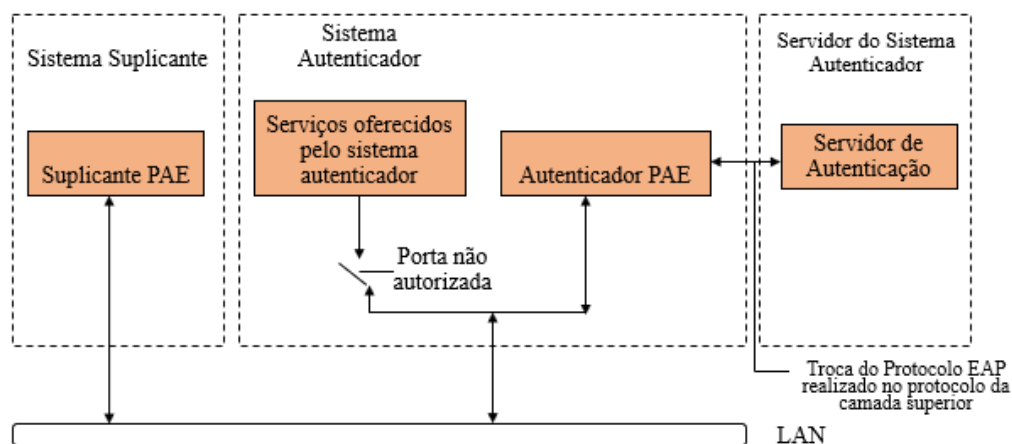 Sistema Suplicante
Sistema
Autenticador
Servidor do Sistema
Autenticador
Suplicante PAE
Serviços oferecidos
pelo sistema
autenticador
Autenticador PAE
Servidor de
Autenticação
Porta não
autorizada
Troca do Protocolo EAP
realizado no protocolo da
camada superior
LAN